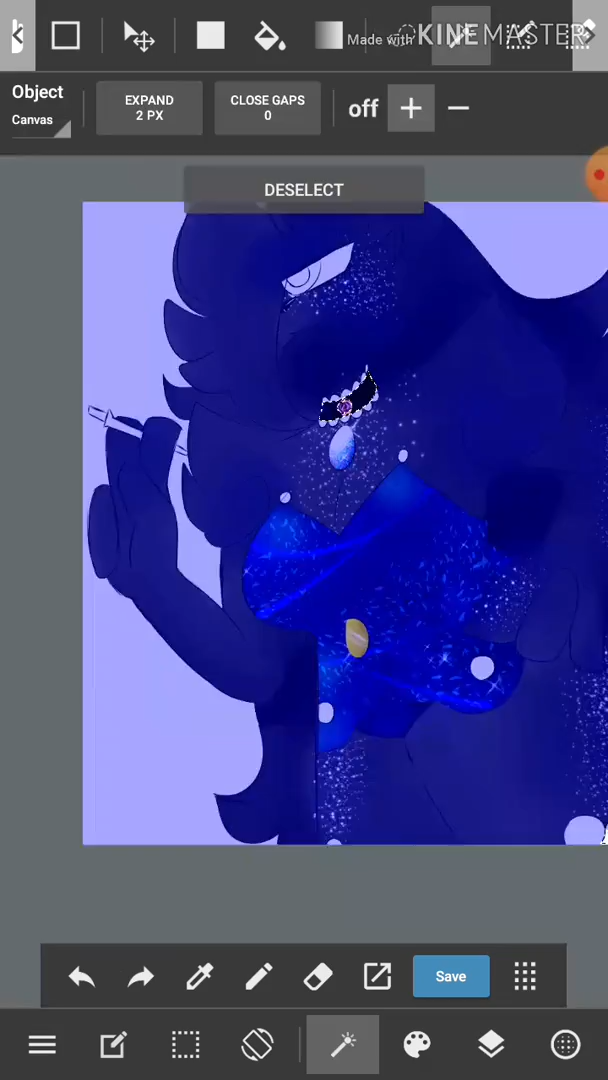 Made with KINEMASTER
Object
Canvas
EXPAND
2 PX
CLOSE GAPS
0
off
DESELECT
Save